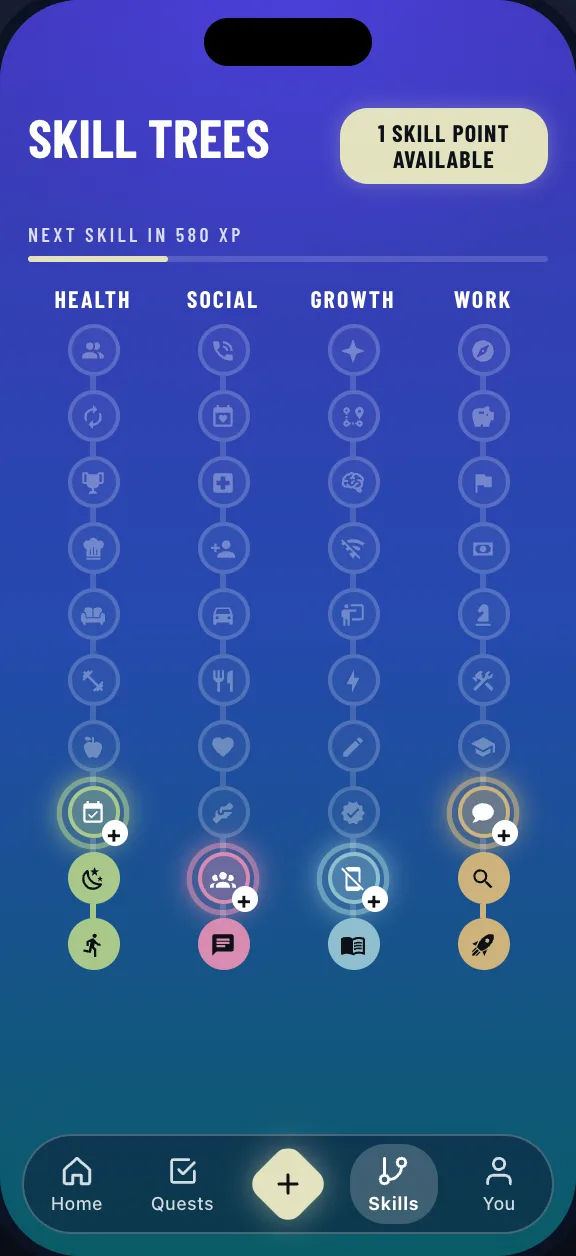 SKILL TREES
1 SKILL POINT
AVAILABLE
NEXT SKILL IN 580 XP
HEALTH SOCIAL GROWTH WORK
Home Quests Skills You